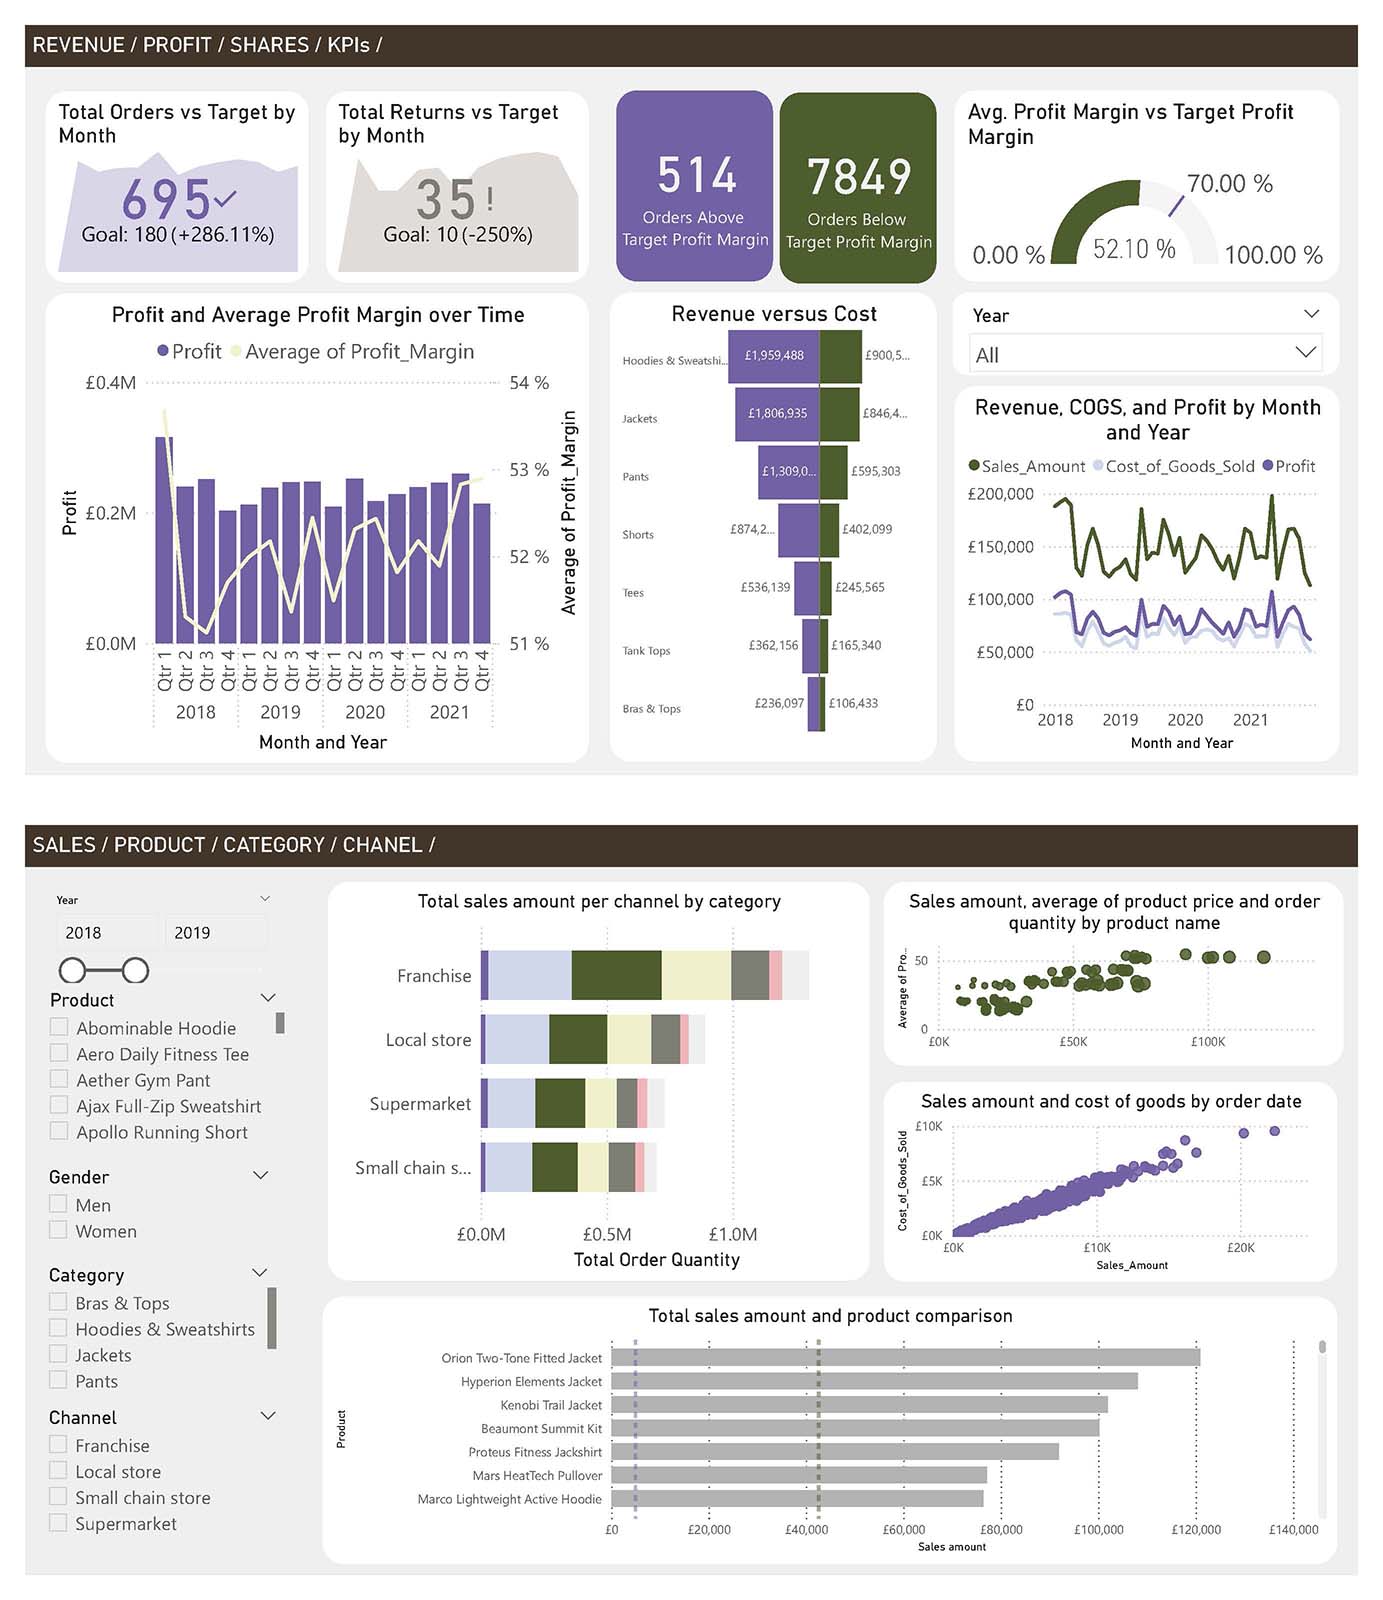 REVENUE / PROFIT / SHARES / KPIs /
Total Orders vs Target by
Month
695
Goal: 180 (+286.11%)
Total Returns vs Target
by Month
35!
Goal: 10 (-250%)
514
Orders Above
Target Profit Margin
7849
Orders Below
Target Profit Margin
Avg. Profit Margin vs Target Profit
Margin
70.00 %
0.00 %
52.10 %
100.00 %
Profit and Average Profit Margin over Time
Profit
Average of Profit_Margin
£0.4M
£0.2M
£0.0M
54 %
53 %
52 %
51 %
Profit
Average of Profit_Margin
Qtr 1
Qtr 2
Qtr 3
Qtr 4
Qtr 1
Qtr 2
Qtr 3
Qtr 4
Qtr 1
Qtr 2
Qtr 3
Qtr 4
Qtr 1
Qtr 2
Qtr 3
Qtr 4
2018
2019
2020
2021
Month and Year
Revenue versus Cost
Hoodies & Sweatshi... £1,959,488 £900,5...
Jackets £1,806,935 £846,4...
Pants £1,309,0... £595,303
Shorts £874,2... £402,099
Tees £536,139 £245,565
Tank Tops £362,156 £165,340
Bras & Tops £236,097 £106,433
Year
All
Revenue, COGS, and Profit by Month
and Year
Sales_Amount
Cost_of_Goods_Sold
Profit
£200,000
£150,000
£100,000
£50,000
£0
2018
2019
2020
2021
Month and Year
SALES / PRODUCT / CATEGORY / CHANEL /
Year
2018
2019
Product
Abominable Hoodie
Aero Daily Fitness Tee
Aether Gym Pant
Ajax Full-Zip Sweatshirt
Apollo Running Short
Gender
Men
Women
Category
Bras & Tops
Hoodies & Sweatshirts
Jackets
Pants
Channel
Franchise
Local store
Small chain store
Supermarket
Total sales amount per channel by category
Franchise
Local store
Supermarket
Small chain s...
£0.0M
£0.5M
£1.0M
Total Order Quantity
Sales amount, average of product price and order
quantity by product name
Average of Pro...
50
0
£0K
£50K
£100K
Sales amount and cost of goods by order date
Cost_of_Goods_Sold
£10K
£5K
£0K
£0K
£10K
£20K
Sales_Amount
Total sales amount and product comparison
Product
Orion Two-Tone Fitted Jacket
Hyperion Elements Jacket
Kenobi Trail Jacket
Beaumont Summit Kit
Proteus Fitness Jackshirt
Mars HeatTech Pullover
Marco Lightweight Active Hoodie
£0
£20,000
£40,000
£60,000
£80,000
£100,000
£120,000
£140,000
Sales amount